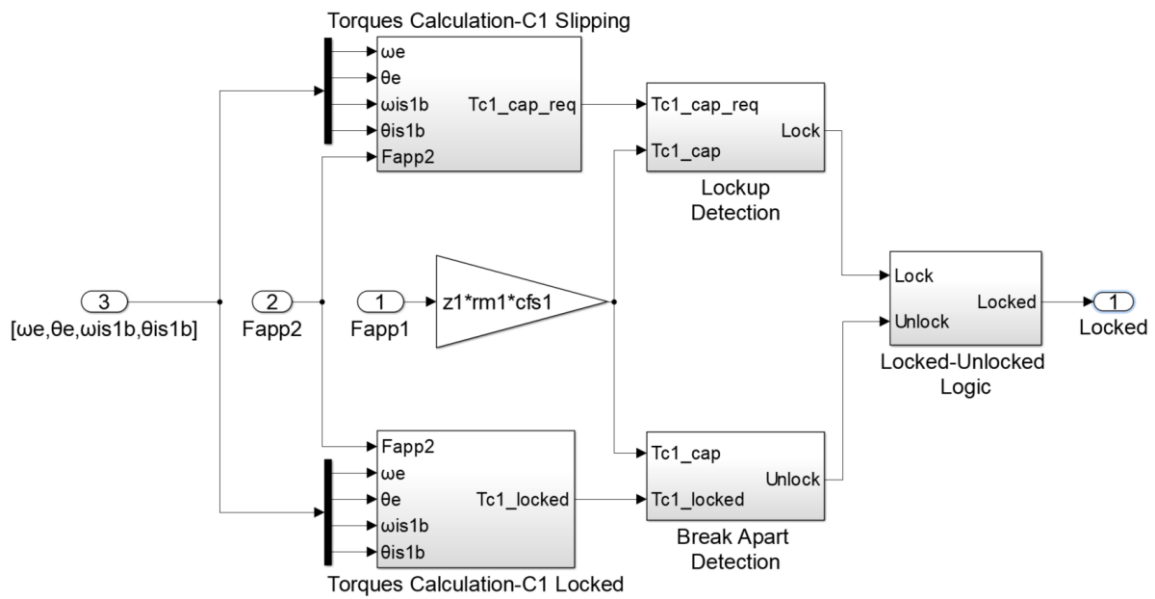 Torques Calculation-C1 Slipping
ωe
θe
ωis1b
θis1b
Fapp2
Tc1_cap_req
Tc1_cap_req
Tc1_cap
Lock
Lockup
Detection
3
[ωe,θe,ωis1b,θis1b]
2
Fapp2
1
Fapp1
z1*rm1*cfs1
Lock
Unlock
Locked
Locked-Unlocked
Logic
1
Locked
Fapp2
ωe
θe
ωis1b
θis1b
Tc1_locked
Torques Calculation-C1 Locked
Tc1_cap
Tc1_locked
Unlock
Break Apart
Detection